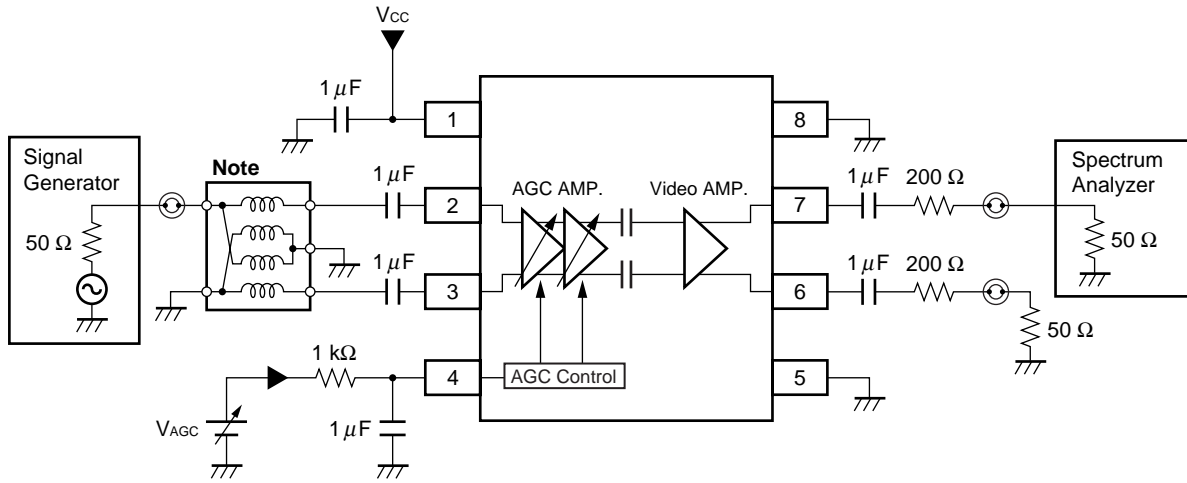 VCC
1 μF
1
8
Signal
Generator
50 Ω
Note
1 μF
2
AGC AMP.
Video AMP.
7
1 μF
200 Ω
Spectrum
Analyzer
50 Ω
1 μF
3
6
1 μF
200 Ω
50 Ω
1 kΩ
4
AGC Control
5
VAGC
1 μF